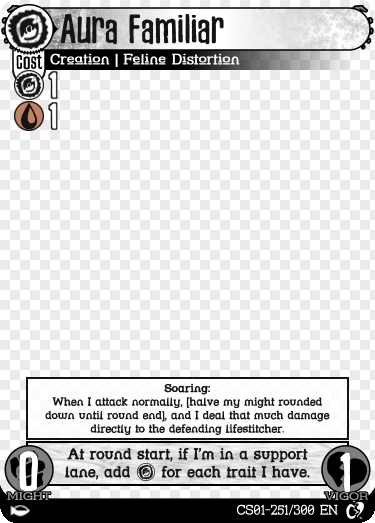 Aura Familiar
COST
Creation | Feline Distortion
1
1
Soaring:
When I attack normally, [halve my might rounded
down until round end], and I deal that much damage
directly to the defending lifestitcher.
At round start, if I'm in a support
lane, add for each trait I have.
0
1
MIGHT
VIGOR
CS01-251/300 EN